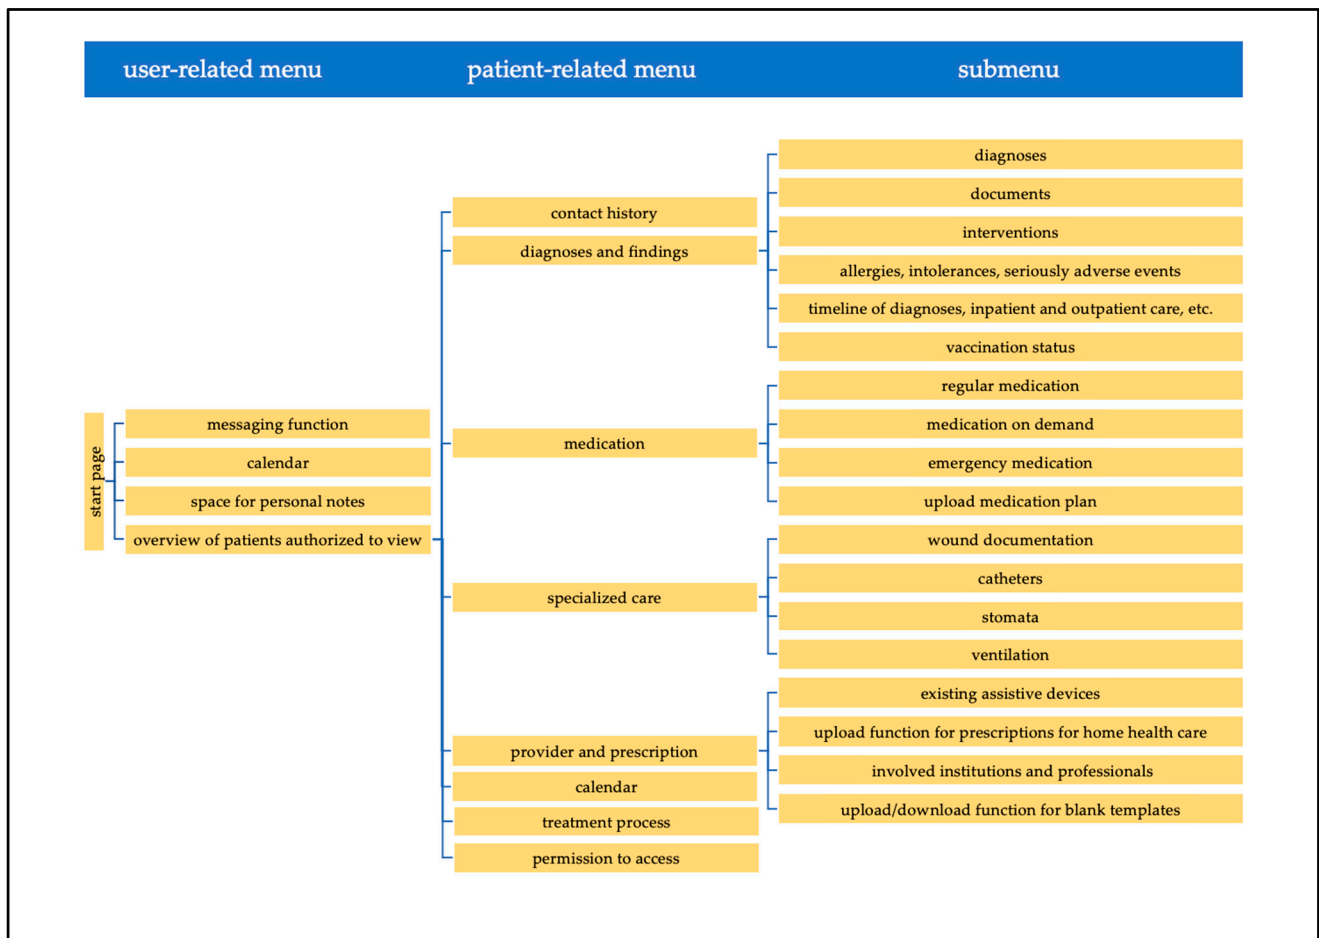 user-related menu
patient-related menu
submenu
start page
messaging function
calendar
space for personal notes
overview of patients authorized to view
contact history
diagnoses and findings
medication
specialized care
provider and prescription
calendar
treatment process
permission to access
diagnoses
documents
interventions
allergies, intolerances, seriously adverse events
timeline of diagnoses, inpatient and outpatient care, etc.
vaccination status
regular medication
medication on demand
emergency medication
upload medication plan
wound documentation
catheters
stomata
ventilation
existing assistive devices
upload function for prescriptions for home health care
involved institutions and professionals
upload/download function for blank templates